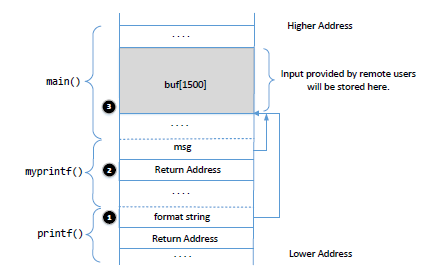 Higher Address
....
main()
buf[1500]
Input provided by remote users
will be stored here.
3
....
msg
myprintf()
2
Return Address
....
1
format string
printf()
Return Address
....
Lower Address